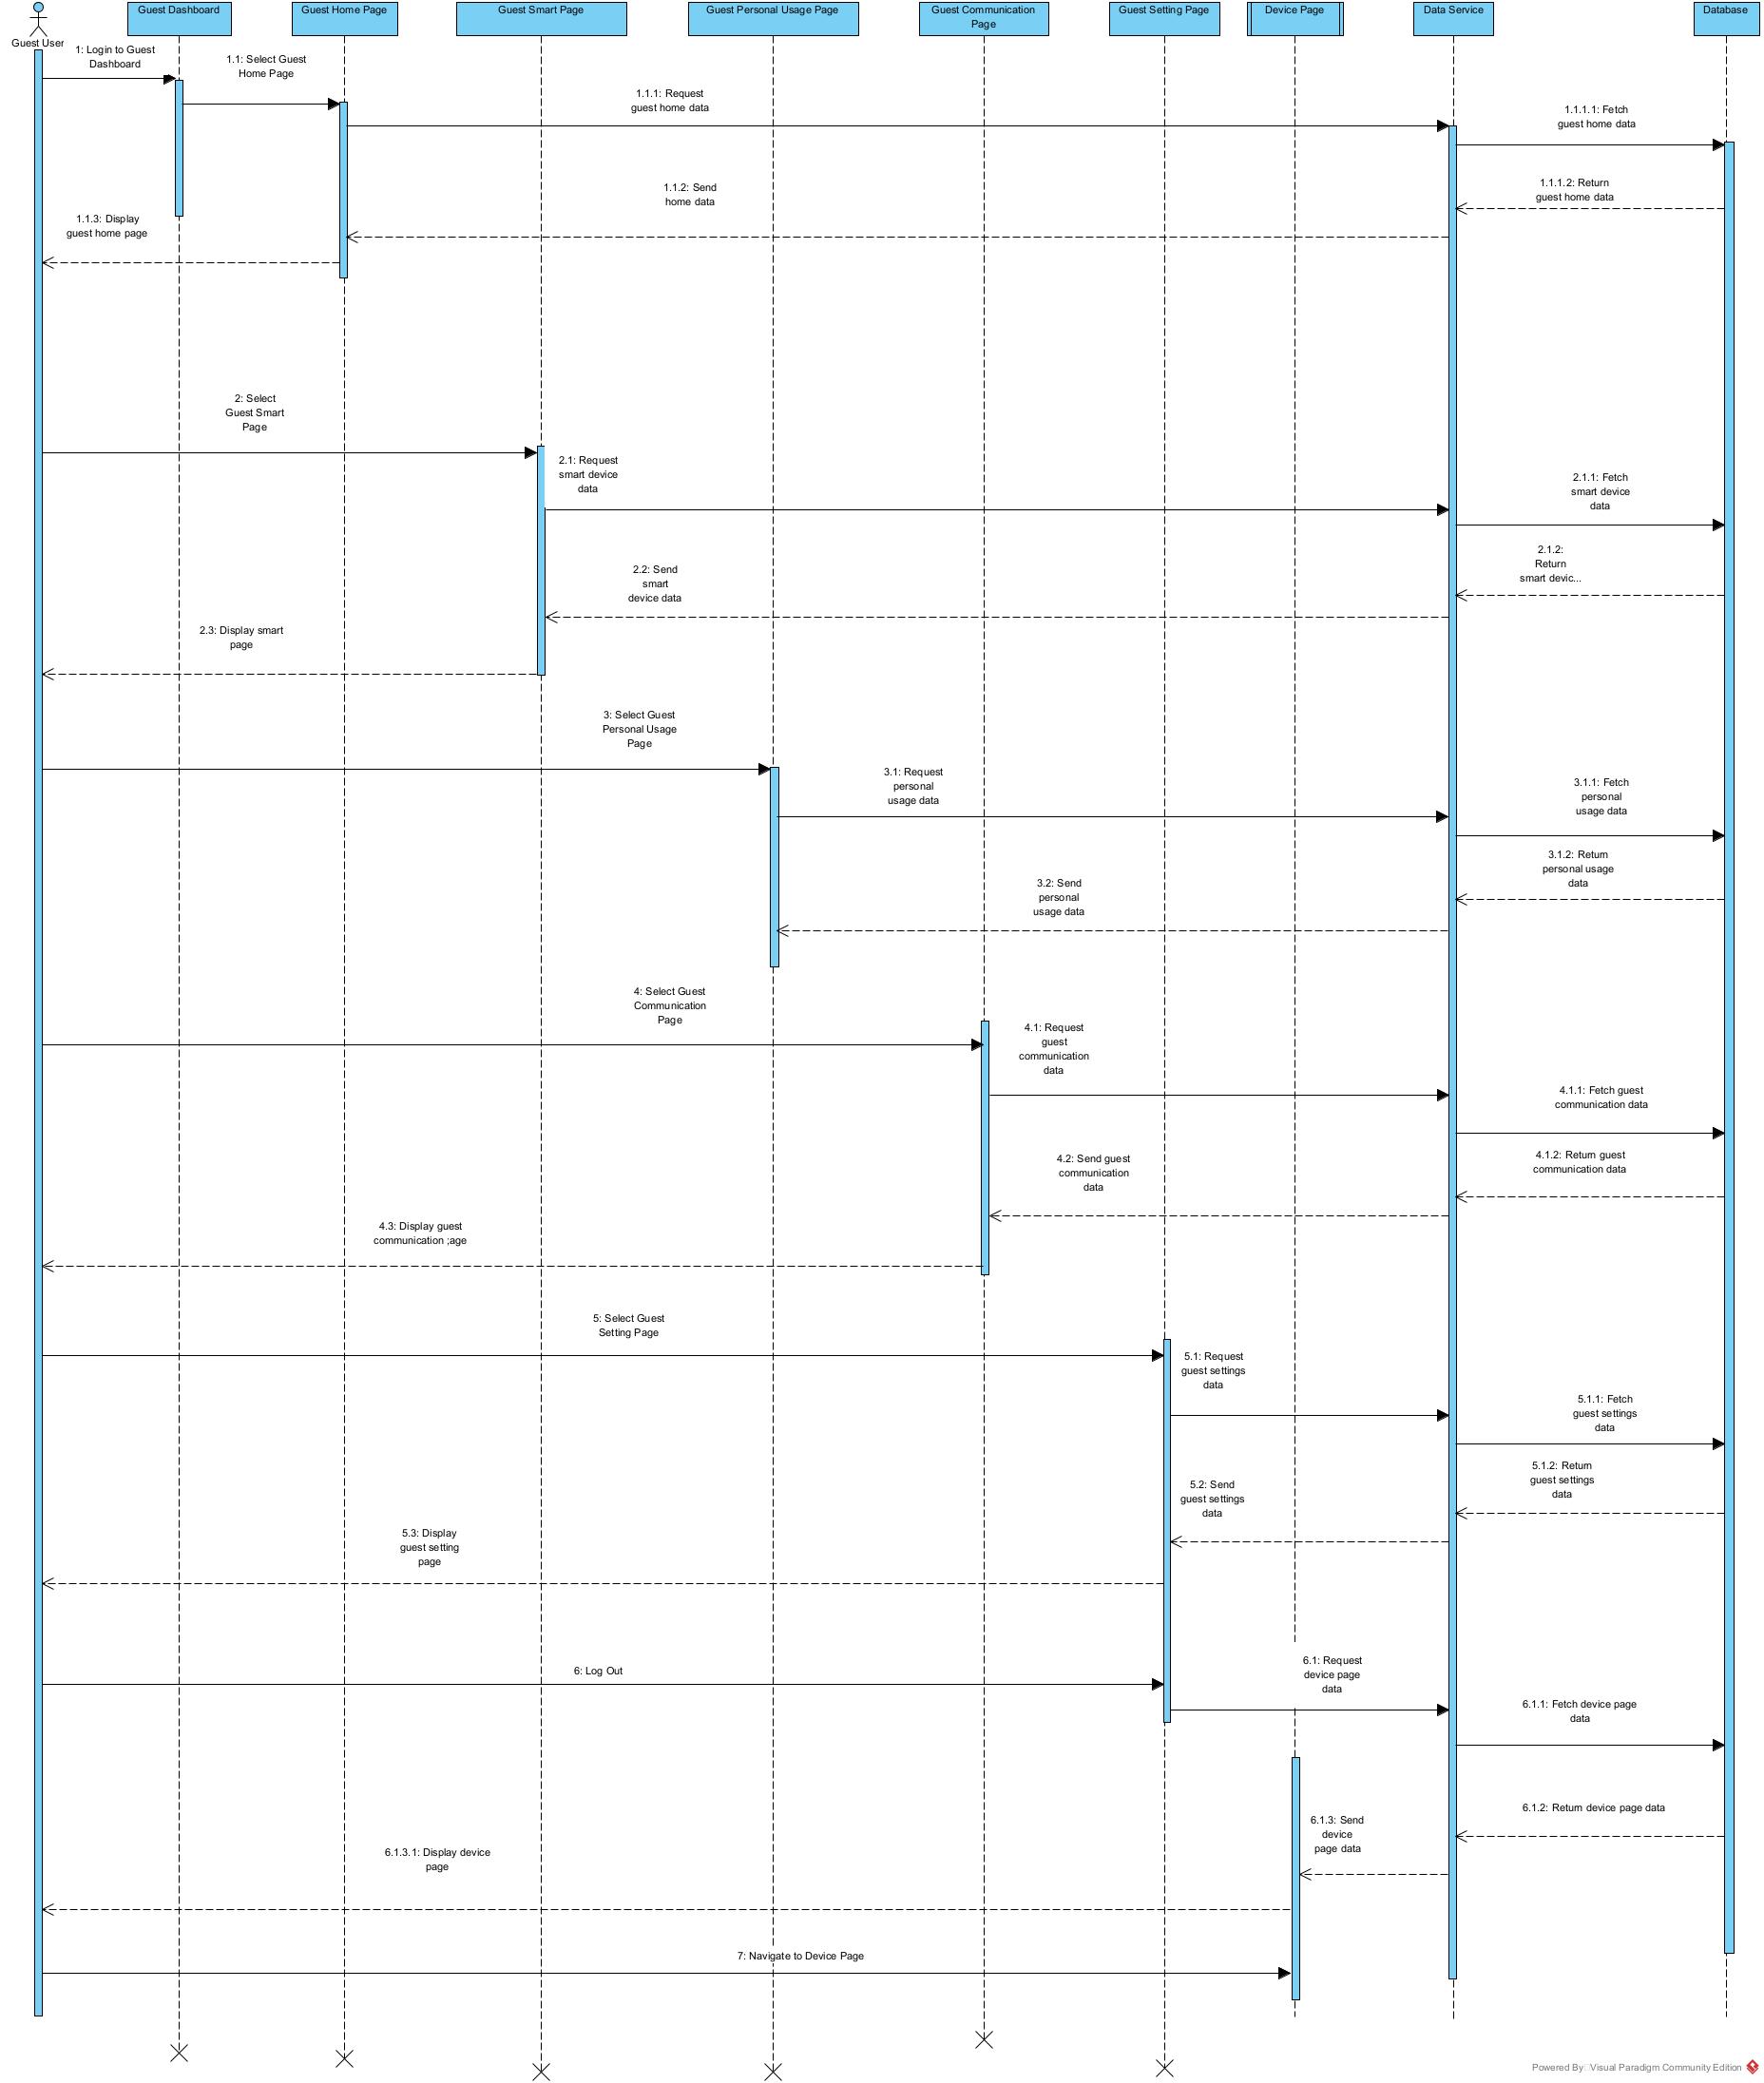 Guest User
Guest Dashboard
Guest Home Page
Guest Smart Page
Guest Personal Usage Page
Guest Communication
Page
Guest Setting Page
Device Page
Data Service
Database
1: Login to Guest
Dashboard
1.1: Select Guest
Home Page
1.1.1: Request
guest home data
1.1.1.1: Fetch
guest home data
1.1.1.2: Return
guest home data
1.1.2: Send
home data
1.1.3: Display
guest home page
2: Select
Guest Smart
Page
2.1: Request
smart device
data
2.1.1: Fetch
smart device
data
2.1.2:
Return
smart devic...
2.2: Send
smart
device data
2.3: Display smart
page
3: Select Guest
Personal Usage
Page
3.1: Request
personal
usage data
3.1.1: Fetch
personal
usage data
3.1.2: Return
personal usage
data
3.2: Send
personal
usage data
4: Select Guest
Communication
Page
4.1: Request
guest
communication
data
4.1.1: Fetch guest
communication data
4.1.2: Return guest
communication data
4.2: Send guest
communication
data
4.3: Display guest
communication ;age
5: Select Guest
Setting Page
5.1: Request
guest settings
data
5.1.1: Fetch
guest settings
data
5.1.2: Return
guest settings
data
5.2: Send
guest settings
data
5.3: Display
guest setting
page
6: Log Out
6.1: Request
device page
data
6.1.1: Fetch device page
data
6.1.2: Return device page data
6.1.3: Send
device
page data
6.1.3.1: Display device
page
7: Navigate to Device Page
Powered By: Visual Paradigm Community Edition